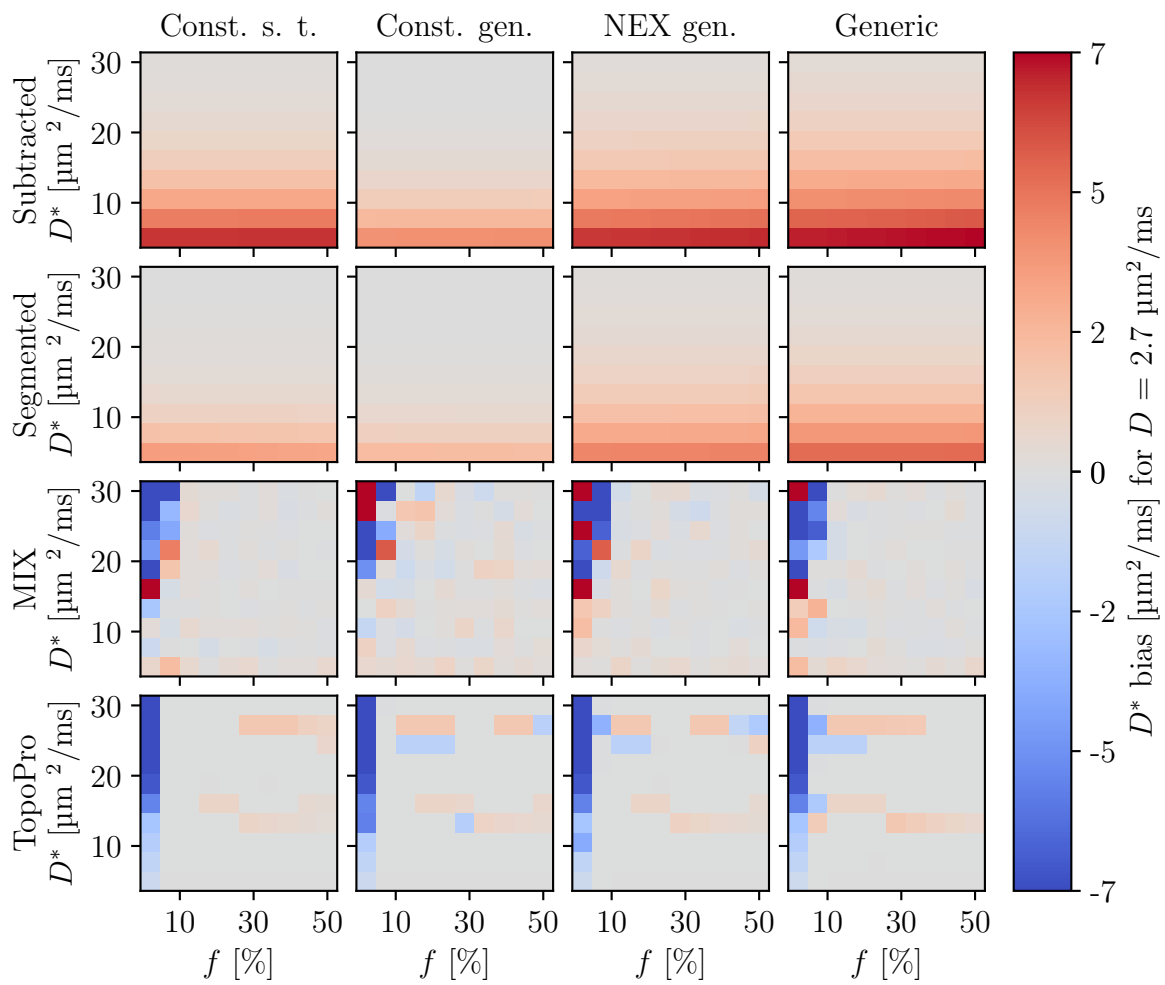 Const. s. t. Const. gen. NEX gen. Generic
Subtracted
D* [µm ²/ms]
30
20
10
Segmented
D* [µm ²/ms]
30
20
10
MIX
D* [µm ²/ms]
30
20
10
TopoPro
D* [µm ²/ms]
30
20
10
10 30 50 10 30 50 10 30 50 10 30 50
f [%] f [%] f [%] f [%]
7
5
2
0
-2
-5
-7
D* bias [µm²/ms] for D = 2.7 µm²/ms